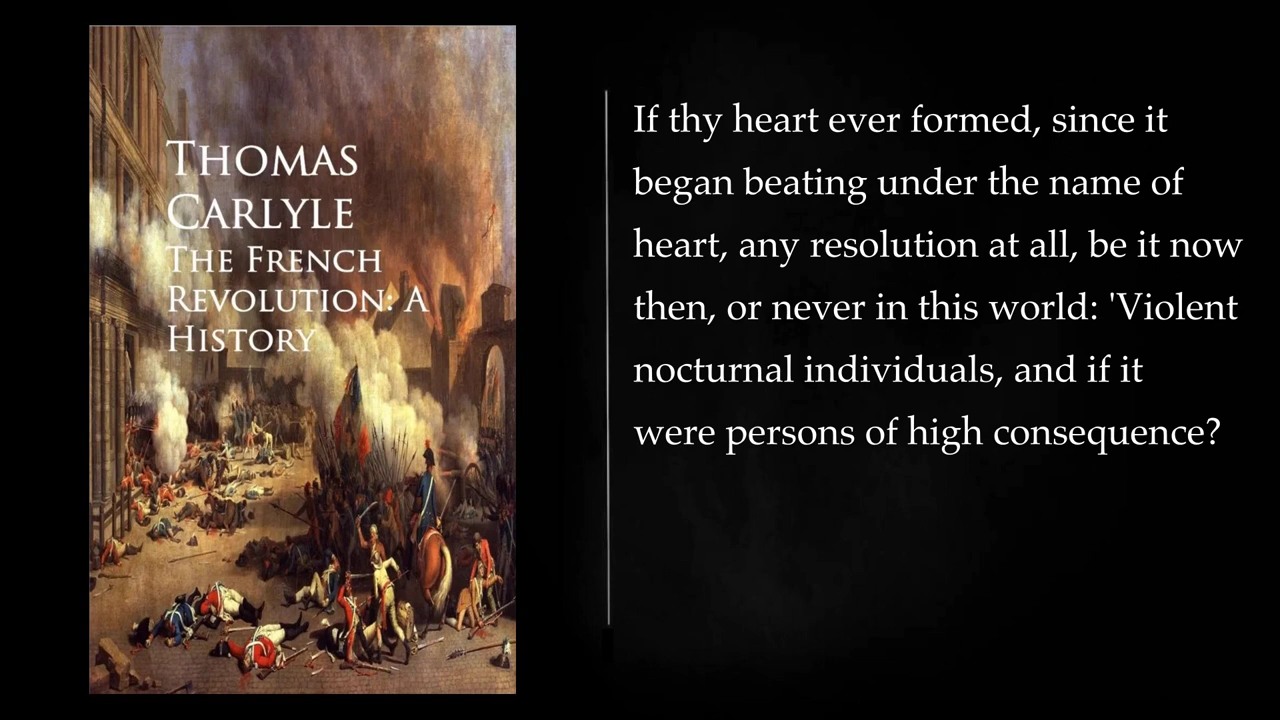 THOMAS
CARLYLE
THE FRENCH
REVOLUTION: A
HISTORY
If thy heart ever formed, since it
began beating under the name of
heart, any resolution at all, be it now
then, or never in this world: 'Violent
nocturnal individuals, and if it
were persons of high consequence?